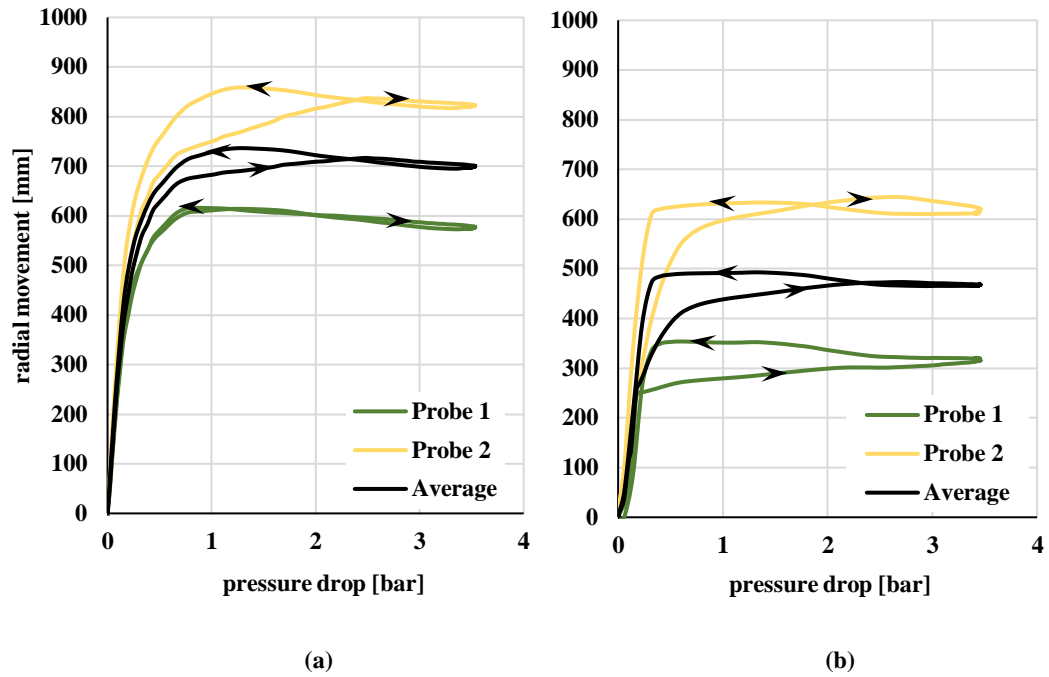 1000
900
800
700
600
500
400
300
200
100
0
radial movement [mm]
0 1 2 3 4
pressure drop [bar]
Probe 1
Probe 2
Average
(a)
1000
900
800
700
600
500
400
300
200
100
0
0 1 2 3 4
pressure drop [bar]
Probe 1
Probe 2
Average
(b)